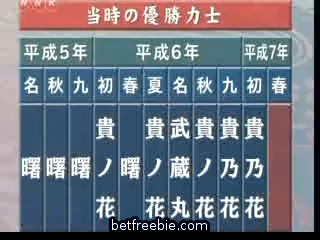 NHK
当時の優勝力士
平成5年 平成6年 平成7年
名 秋 九 初 春 夏 名 秋 九 初 春
曙 曙 曙 貴ノ花 曙 貴ノ花 武蔵丸 貴ノ花 貴乃花 貴乃花
betfreebie.com